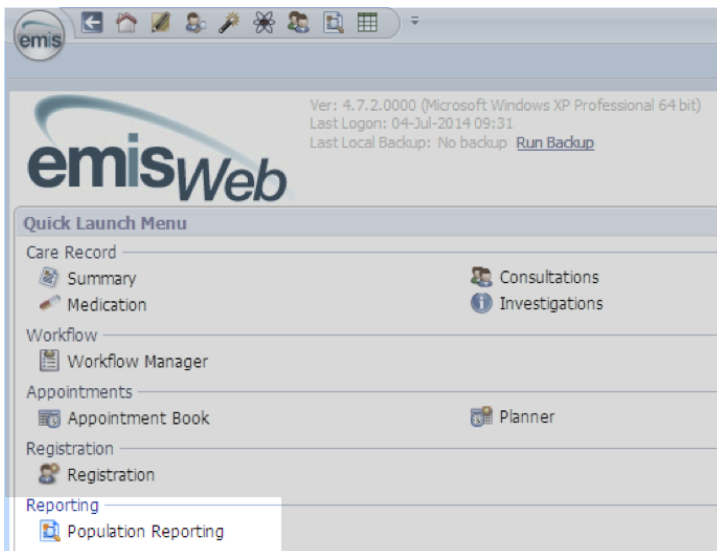 emis
Ver: 4.7.2.0000 (Microsoft Windows XP Professional 64 bit)
Last Logon: 04-Jul-2014 09:31
Last Local Backup: No backup Run Backup
emisWeb
Quick Launch Menu
Care Record
Summary Consultations
Medication Investigations
Workflow
Workflow Manager
Appointments
Appointment Book Planner
Registration
Registration
Reporting
Population Reporting